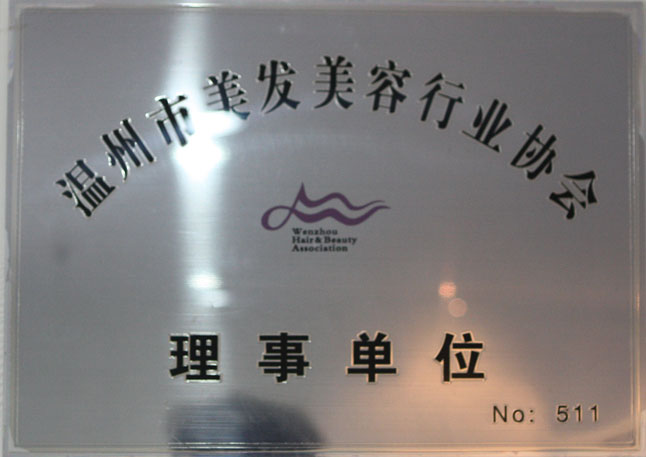 温州市美发美容行业协会
Wenzhou
Hair & Beauty
Association
理事单位
No: 511